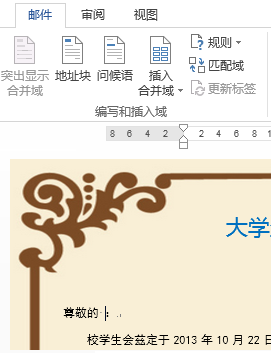 邮件 审阅 视图
突出显示
合并域
地址块 问候语 插入
合并域
规则
匹配域
更新标签
编写和插入域
8 6 4 2 2 4 6 8
大学
尊敬的 ：
校学生会兹定于 2013 年 10 月 22 日